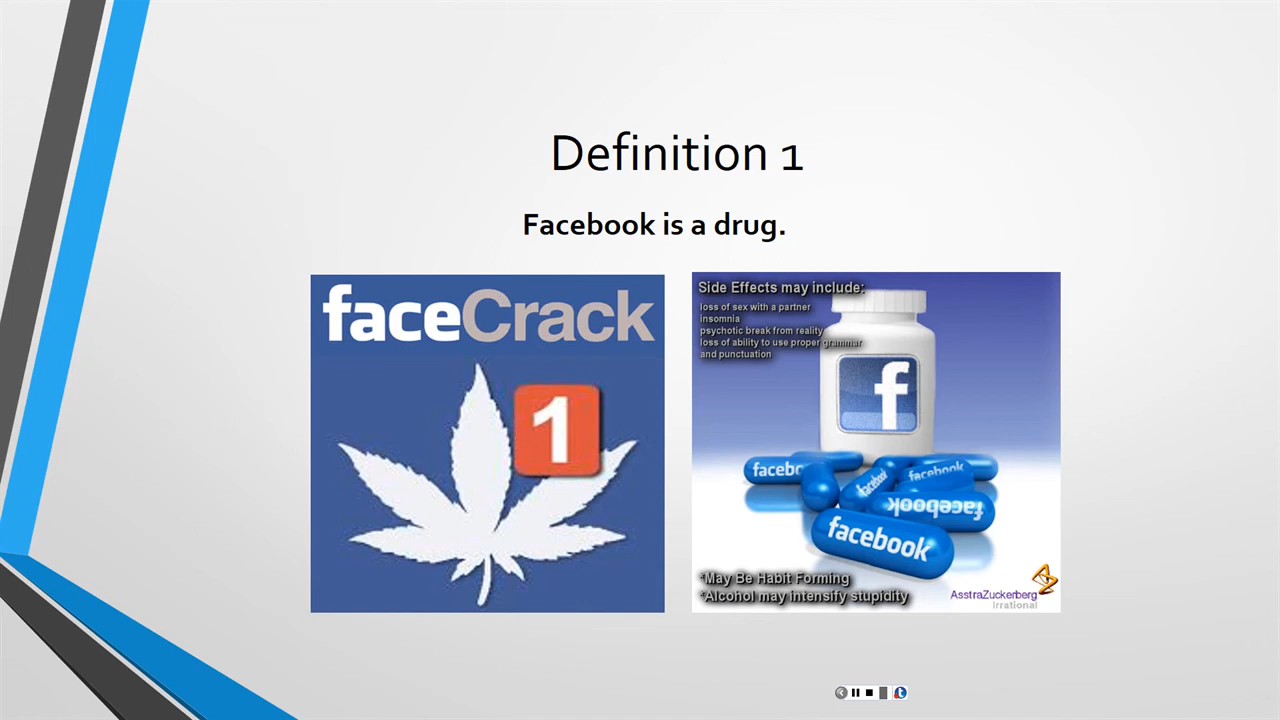 Definition 1
Facebook is a drug.
faceCrack
1
Side Effects may include:
loss of sex with a partner
insomnia
psychotic break from reality
loss of ability to use proper grammar
and punctuation
f
facebo
facebook
facebook
facebook
facebook
*May Be Habit Forming
*Alcohol may intensify stupidity
AsstraZuckerberg
Irrational